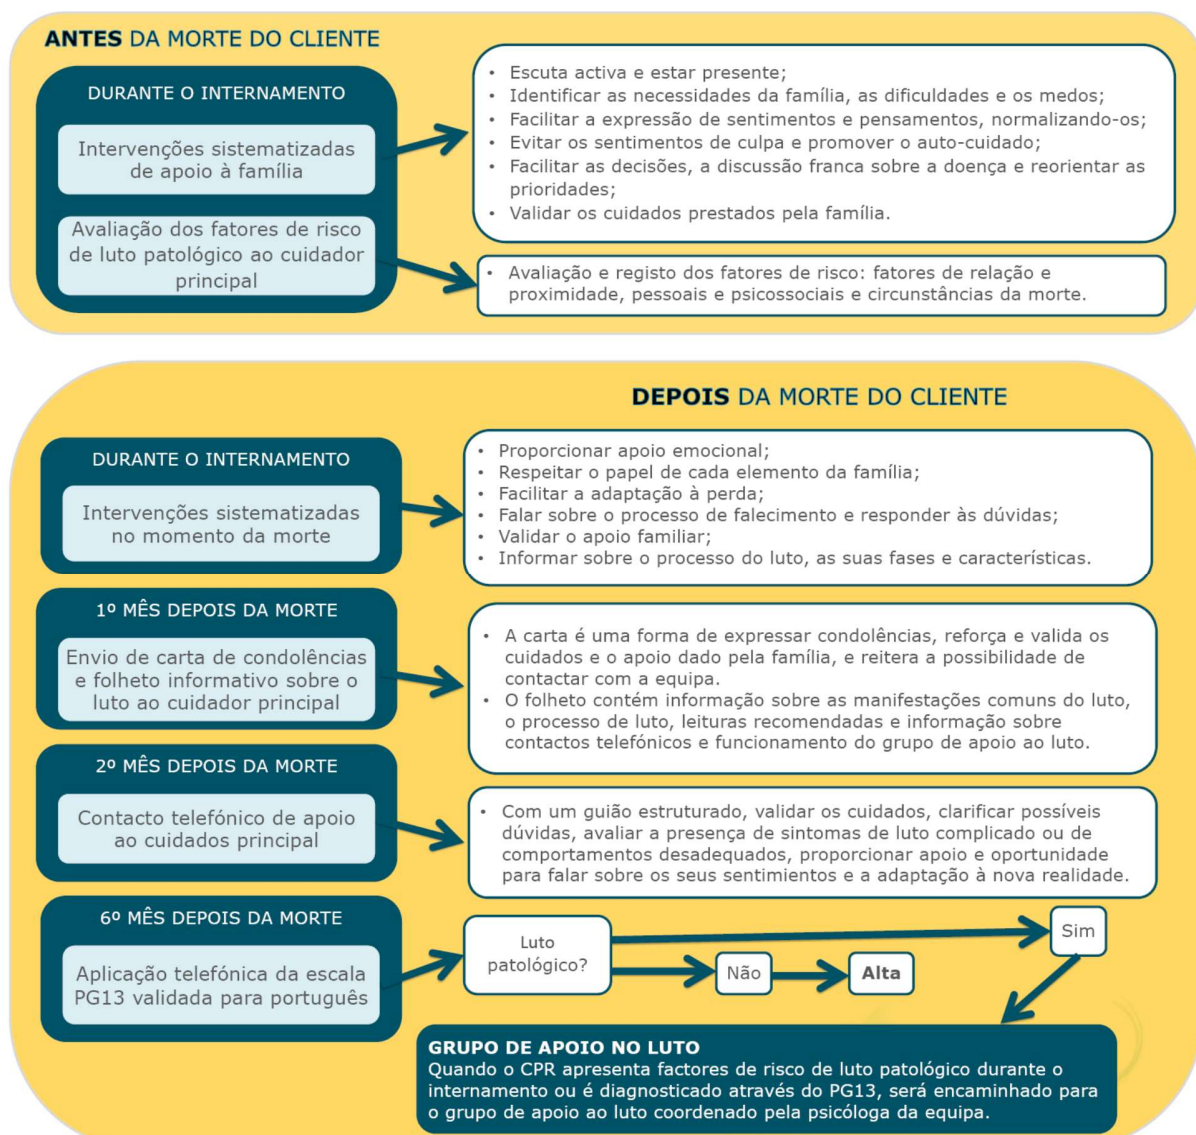 ANTES DA MORTE DO CLIENTE
DURANTE O INTERNAMENTO
Intervenções sistematizadas
de apoio à família
• Escuta activa e estar presente;
• Identificar as necessidades da família, as dificuldades e os medos;
• Facilitar a expressão de sentimentos e pensamentos, normalizando-os;
• Evitar os sentimentos de culpa e promover o auto-cuidado;
• Facilitar as decisões, a discussão franca sobre a doença e reorientar as
prioridades;
• Validar os cuidados prestados pela família.
Avaliação dos fatores de risco
de luto patológico ao cuidador
principal
• Avaliação e registo dos fatores de risco: fatores de relação e
proximidade, pessoais e psicossociais e circunstâncias da morte.
DEPOIS DA MORTE DO CLIENTE
DURANTE O INTERNAMENTO
Intervenções sistematizadas
no momento da morte
• Proporcionar apoio emocional;
• Respeitar o papel de cada elemento da família;
• Facilitar a adaptação à perda;
• Falar sobre o processo de falecimento e responder às dúvidas;
• Validar o apoio familiar;
• Informar sobre o processo do luto, as suas fases e características.
1º MÊS DEPOIS DA MORTE
Envio de carta de condolências
e folheto informativo sobre o
luto ao cuidador principal
• A carta é uma forma de expressar condolências, reforça e valida os
cuidados e o apoio dado pela família, e reitera a possibilidade de
contactar com a equipa.
• O folheto contém informação sobre as manifestações comuns do luto,
o processo de luto, leituras recomendadas e informação sobre
contactos telefónicos e funcionamento do grupo de apoio ao luto.
2º MÊS DEPOIS DA MORTE
Contacto telefónico de apoio
ao cuidados principal
• Com um guião estruturado, validar os cuidados, clarificar possíveis
dúvidas, avaliar a presença de sintomas de luto complicado ou de
comportamentos desadequados, proporcionar apoio e oportunidade
para falar sobre os seus sentimientos e a adaptação à nova realidade.
6º MÊS DEPOIS DA MORTE
Aplicação telefónica da escala
PG13 validada para português
Luto
patológico?
Sim
Não
Alta
GRUPO DE APOIO NO LUTO
Quando o CPR apresenta factores de risco de luto patológico durante o
internamento ou é diagnosticado através do PG13, será encaminhado para
o grupo de apoio ao luto coordenado pela psicóloga da equipa.